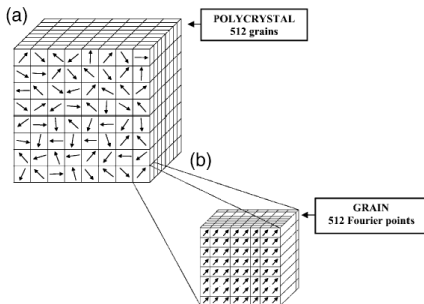 (a)
POLYCRYSTAL
512 grains
(b)
GRAIN
512 Fourier points